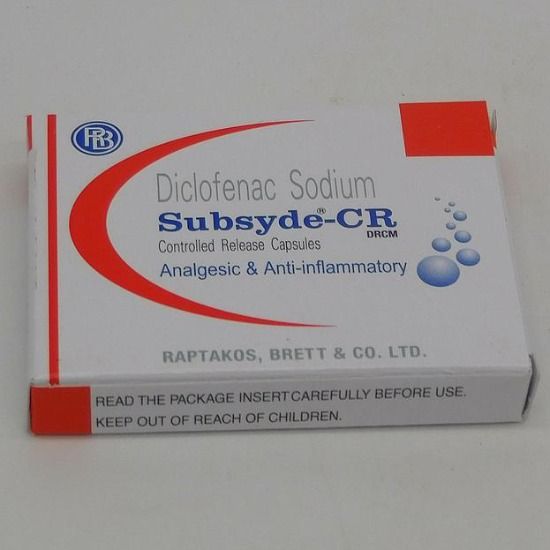 RB
Diclofenac Sodium
Subsyde®-CR
DRCM
Controlled Release Capsules
Analgesic & Anti-inflammatory
RAPTAKOS, BRETT & CO. LTD.
READ THE PACKAGE INSERT CAREFULLY BEFORE USE.
KEEP OUT OF REACH OF CHILDREN.